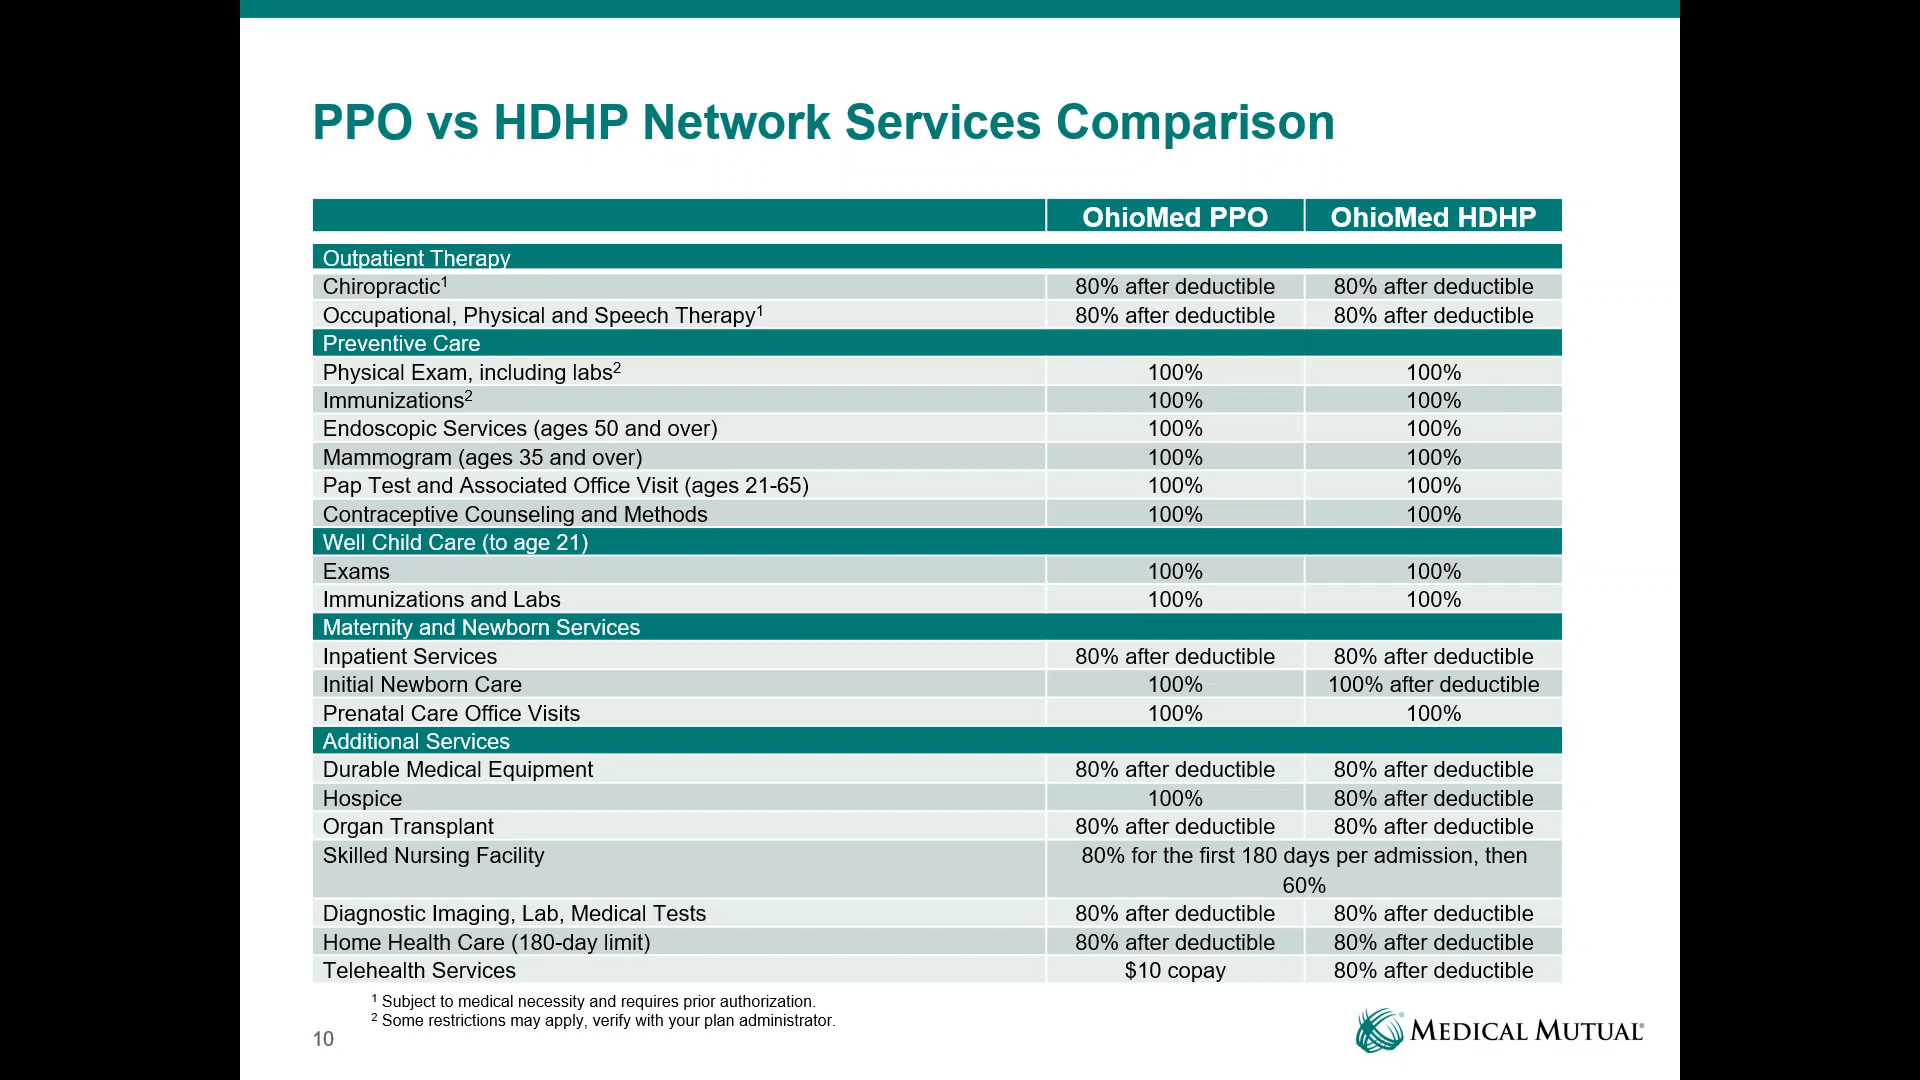 PPO vs HDHP Network Services Comparison
OhioMed PPO OhioMed HDHP
Outpatient Therapy
Chiropractic1 80% after deductible 80% after deductible
Occupational, Physical and Speech Therapy1 80% after deductible 80% after deductible
Preventive Care
Physical Exam, including labs2 100% 100%
Immunizations2 100% 100%
Endoscopic Services (ages 50 and over) 100% 100%
Mammogram (ages 35 and over) 100% 100%
Pap Test and Associated Office Visit (ages 21-65) 100% 100%
Contraceptive Counseling and Methods 100% 100%
Well Child Care (to age 21)
Exams 100% 100%
Immunizations and Labs 100% 100%
Maternity and Newborn Services
Inpatient Services 80% after deductible 80% after deductible
Initial Newborn Care 100% 100% after deductible
Prenatal Care Office Visits 100% 100%
Additional Services
Durable Medical Equipment 80% after deductible 80% after deductible
Hospice 100% 80% after deductible
Organ Transplant 80% after deductible 80% after deductible
Skilled Nursing Facility 80% for the first 180 days per admission, then
60%
Diagnostic Imaging, Lab, Medical Tests 80% after deductible 80% after deductible
Home Health Care (180-day limit) 80% after deductible 80% after deductible
Telehealth Services $10 copay 80% after deductible
1 Subject to medical necessity and requires prior authorization.
2 Some restrictions may apply, verify with your plan administrator.
10
MEDICAL MUTUAL®